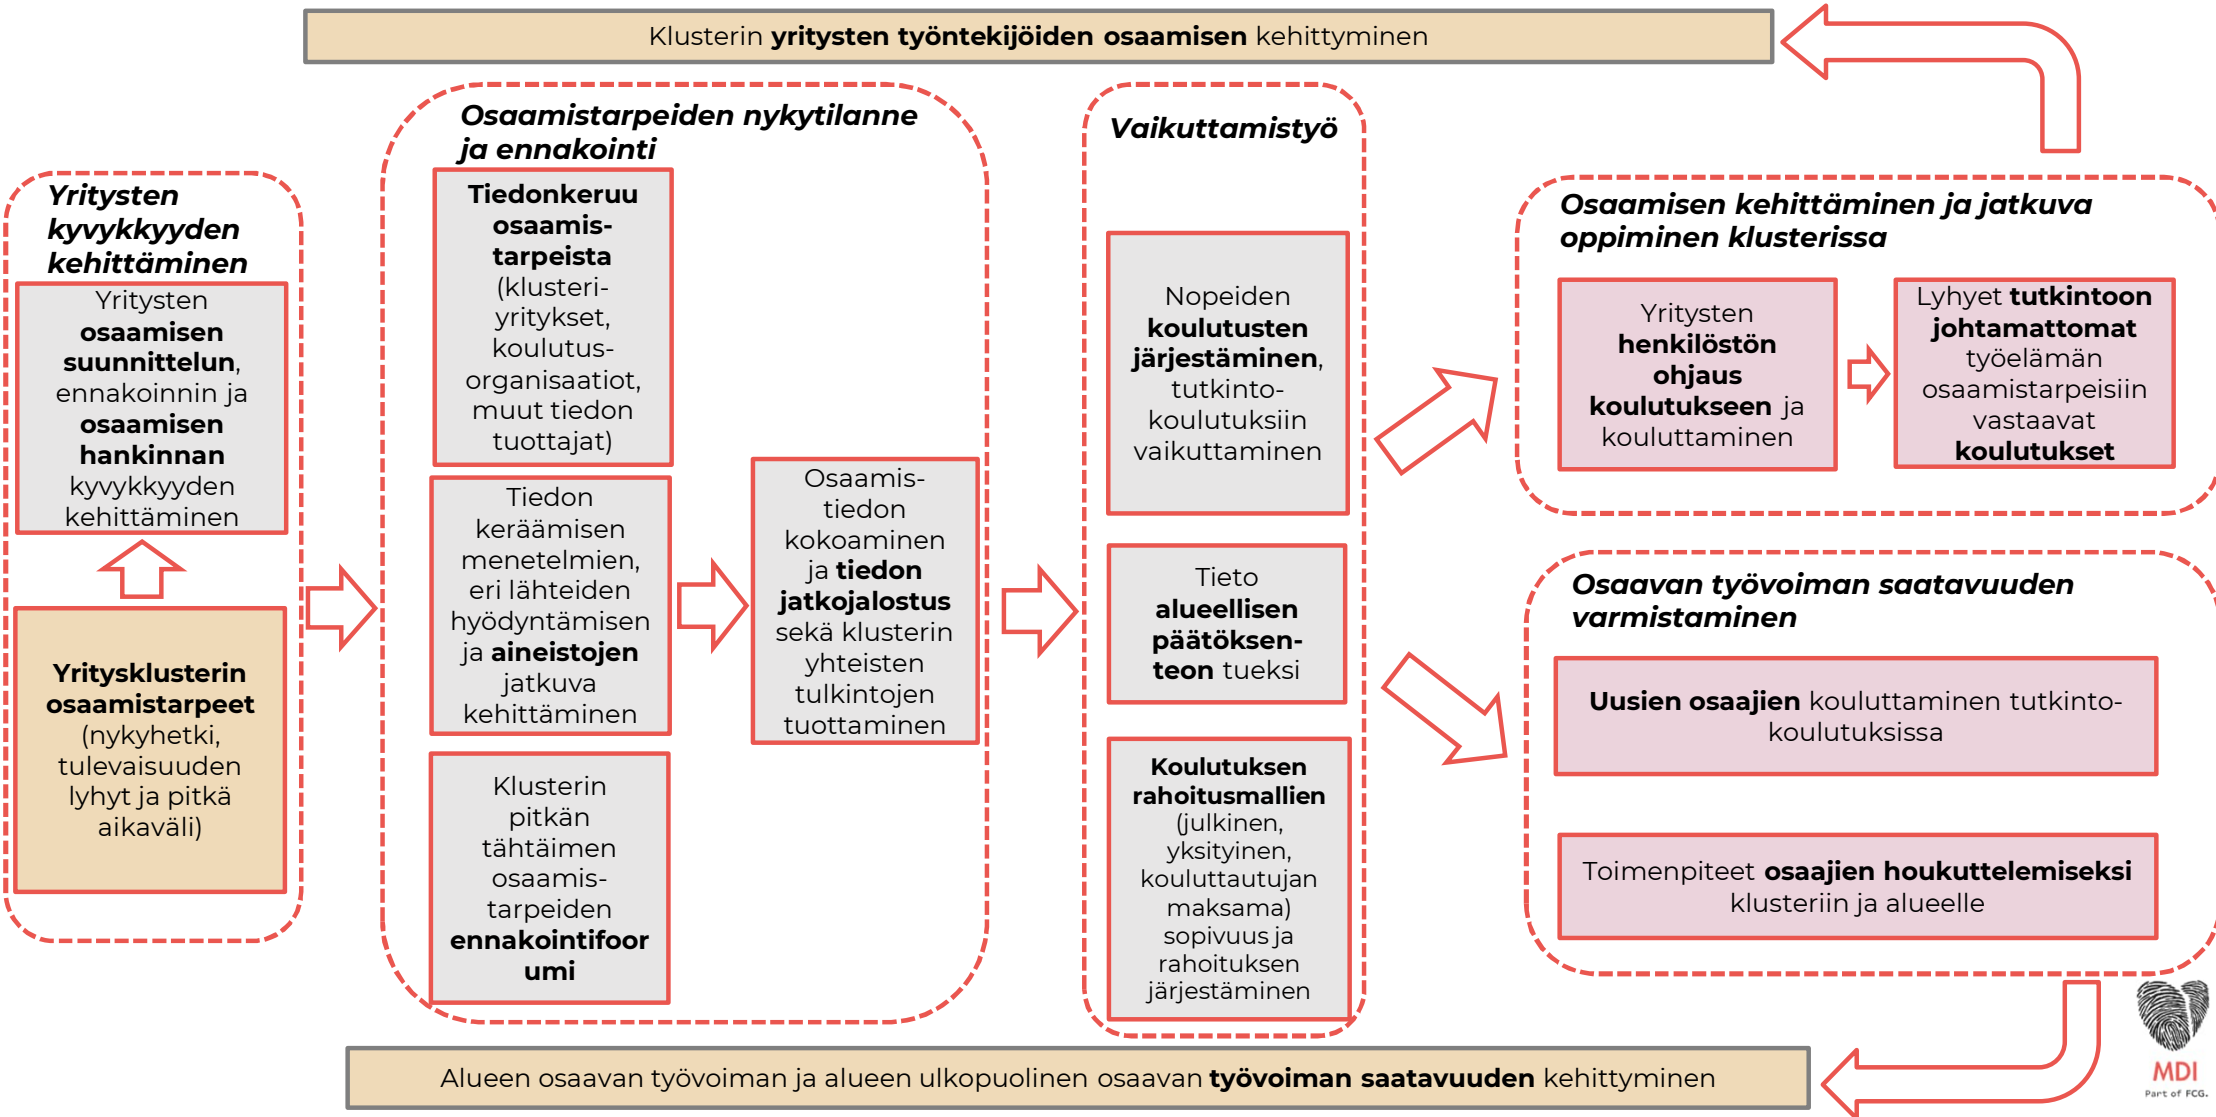 Klusterin yritysten työntekijöiden osaamisen kehittyminen
Yritysten
kyvykkyyden
kehittäminen
Yritysten
osaamisen
suunnittelun,
ennakoinnin ja
osaamisen
hankinnan
kyvykkyyden
kehittäminen
Yritysklusterin
osaamistarpeet
(nykyhetki,
tulevaisuuden
lyhyt ja pitkä
aikaväli)
Osaamistarpeiden nykytilanne
ja ennakointi
Tiedonkeruu
osaamis-
tarpeista
(klusteri-
yritykset,
koulutus-
organisaatiot,
muut tiedon
tuottajat)
Tiedon
keräämisen
menetelmien,
eri lähteiden
hyödyntämisen
ja aineistojen
jatkuva
kehittäminen
Klusterin
pitkän
tähtäimen
osaamis-
tarpeiden
ennakointifoor
umi
Osaamis-
tiedon
kokoaminen
ja tiedon
jatkojalostus
sekä klusterin
yhteisten
tulkintojen
tuottaminen
Vaikuttamistyö
Nopeiden
koulutusten
järjestäminen,
tutkinto-
koulutuksiin
vaikuttaminen
Tieto
alueellisen
päätöksen-
teon tueksi
Koulutuksen
rahoitusmallien
(julkinen,
yksityinen,
kouluttautujan
maksama)
sopivuus ja
rahoituksen
järjestäminen
Osaamisen kehittäminen ja jatkuva
oppiminen klusterissa
Yritysten
henkilöstön
ohjaus
koulutukseen ja
kouluttaminen
Lyhyet tutkintoon
johtamattomat
työelämän
osaamistarpeisiin
vastaavat
koulutukset
Osaavan työvoiman saatavuuden
varmistaminen
Uusien osaajien kouluttaminen tutkinto-
koulutuksissa
Toimenpiteet osaajien houkuttelemiseksi
klusteriin ja alueelle
Alueen osaavan työvoiman ja alueen ulkopuolinen osaavan työvoiman saatavuuden kehittyminen
MDI
Part of FCG.